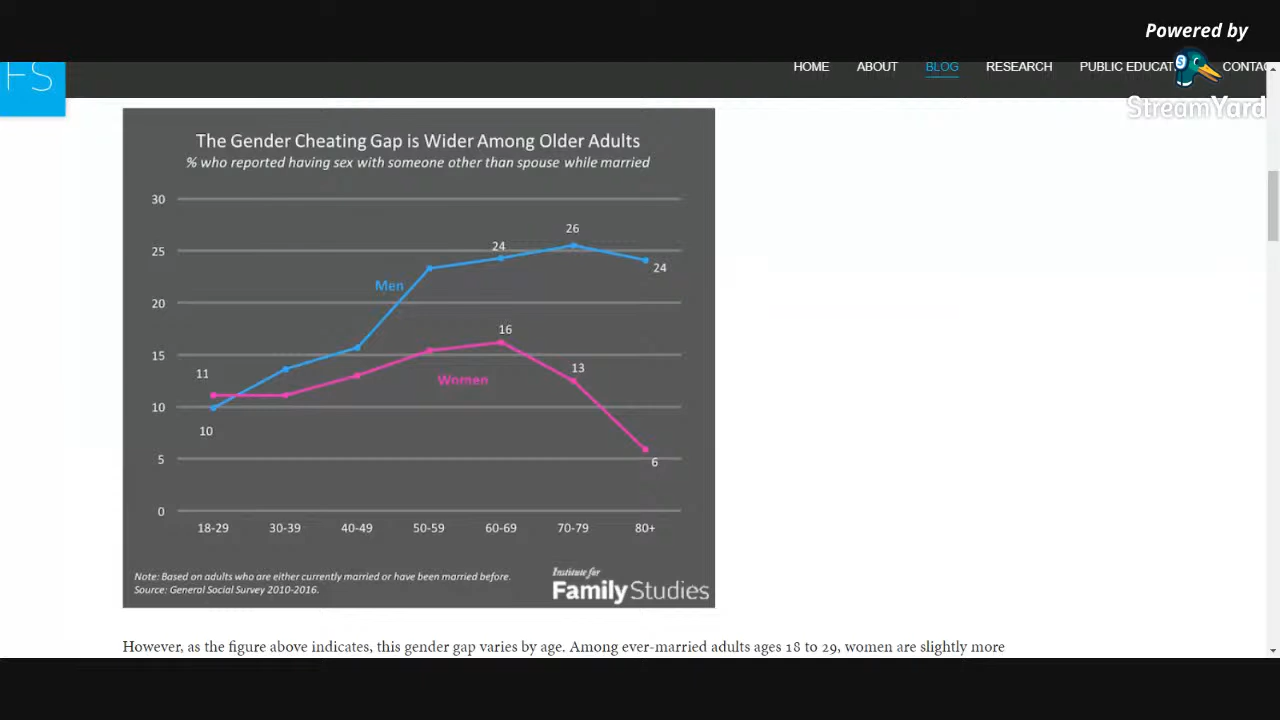 Powered by
FS
HOME ABOUT BLOG RESEARCH PUBLIC EDUCAT CONTAC
StreamYard
The Gender Cheating Gap is Wider Among Older Adults
% who reported having sex with someone other than spouse while married
30
26
24
25
24
Men
20
16
15
13
11
Women
10
10
6
5
0
18-29 30-39 40-49 50-59 60-69 70-79 80+
Note: Based on adults who are either currently married or have been married before.
Source: General Social Survey 2010-2016.
Institute for
Family Studies
However, as the figure above indicates, this gender gap varies by age. Among ever-married adults ages 18 to 29, women are slightly more